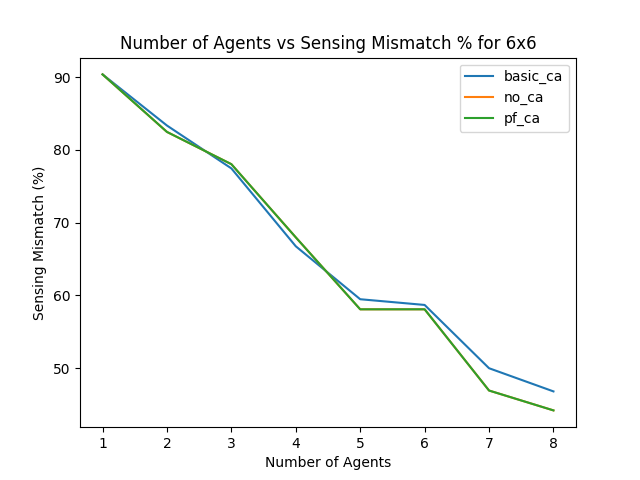 Number of Agents vs Sensing Mismatch % for 6x6
basic_ca
no_ca
pf_ca
Sensing Mismatch (%)
90
80
70
60
50
1 2 3 4 5 6 7 8
Number of Agents